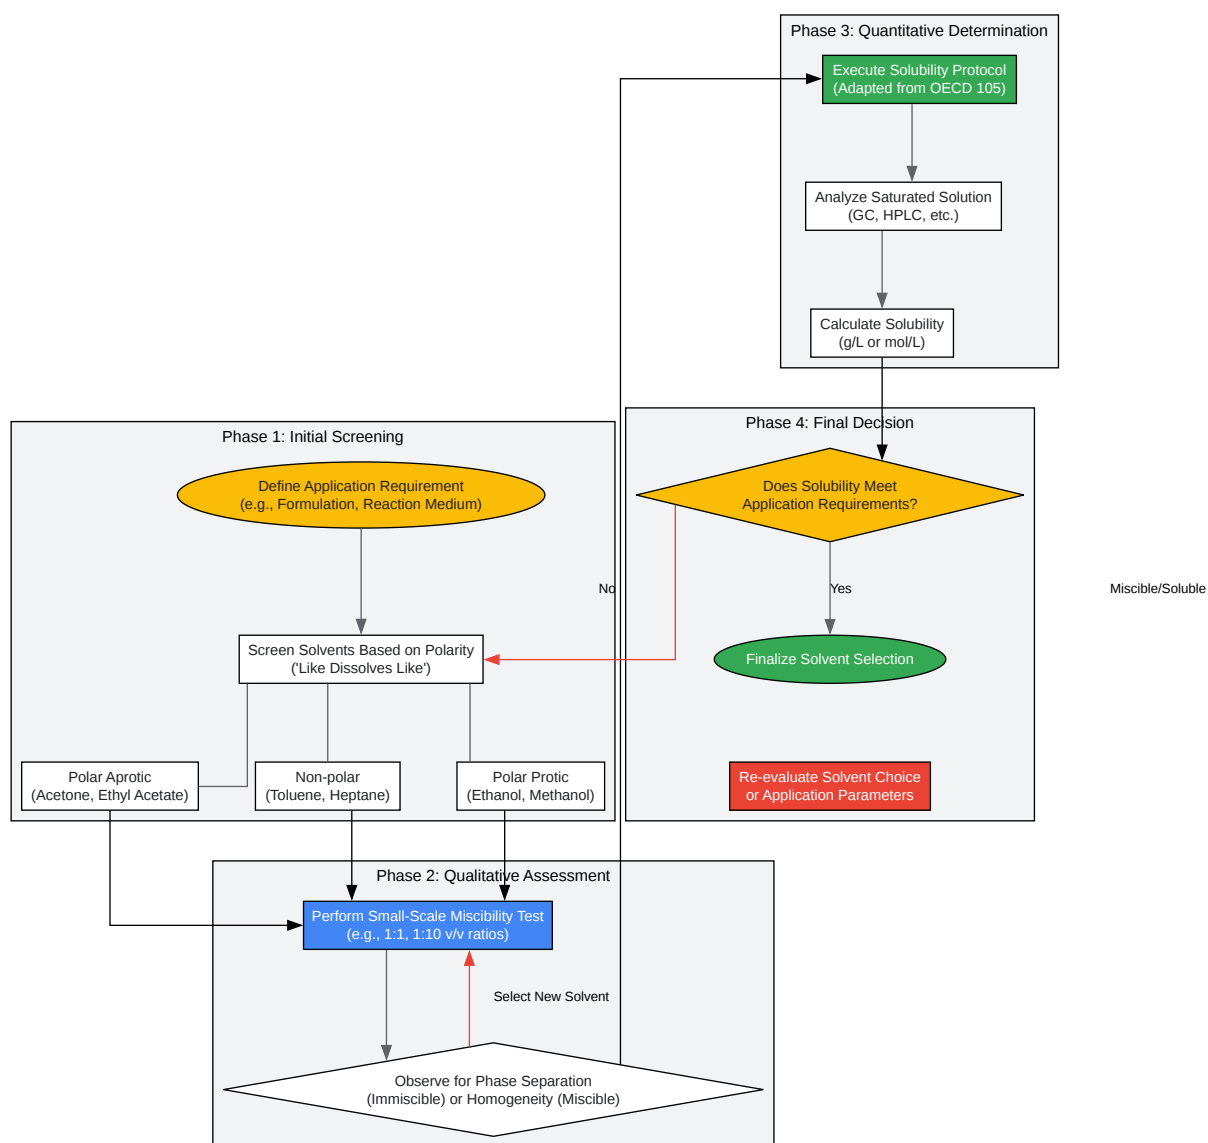 Phase 3: Quantitative Determination
Execute Solubility Protocol
(Adapted from OECD 105)
Analyze Saturated Solution
(GC, HPLC, etc.)
Calculate Solubility
(g/L or mol/L)
Phase 1: Initial Screening
Define Application Requirement
(e.g., Formulation, Reaction Medium)
Screen Solvents Based on Polarity
('Like Dissolves Like')
Polar Aprotic
(Acetone, Ethyl Acetate)
Non-polar
(Toluene, Heptane)
Polar Protic
(Ethanol, Methanol)
Phase 4: Final Decision
Does Solubility Meet
Application Requirements?
No
Yes
Miscible/Soluble
Finalize Solvent Selection
Re-evaluate Solvent Choice
or Application Parameters
Phase 2: Qualitative Assessment
Perform Small-Scale Miscibility Test
(e.g., 1:1, 1:10 v/v ratios)
Select New Solvent
Observe for Phase Separation
(Immiscible) or Homogeneity (Miscible)